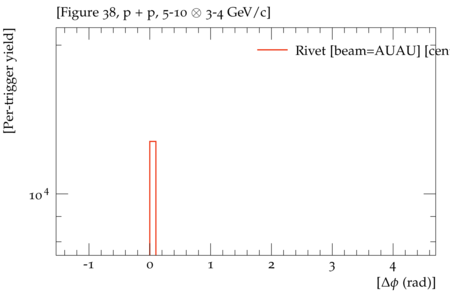 [Figure 38, p + p, 5-10 ⊗ 3-4 GeV/c]
[Per-trigger yield]
Rivet [beam=AUAU] [cen
10⁴
-1 0 1 2 3 4
[Δϕ (rad)]